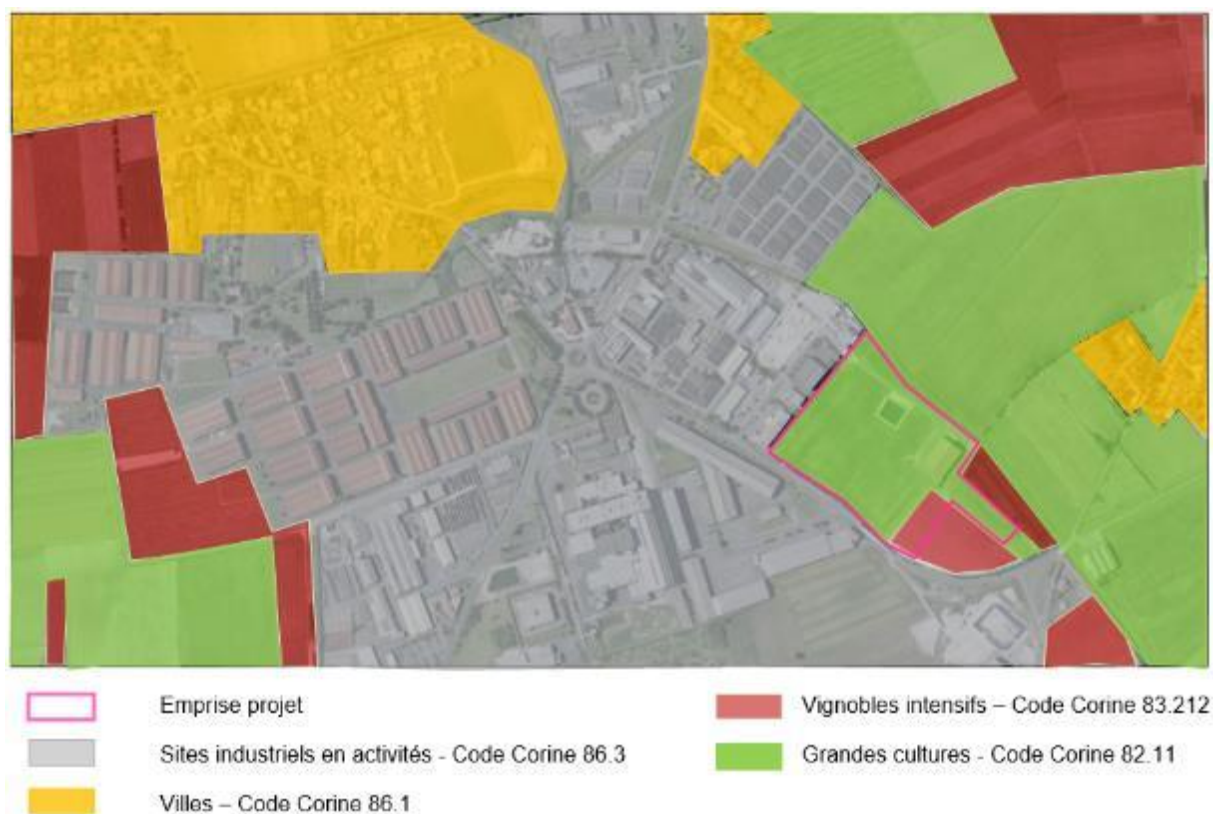 Emprise projet
Sites industriels en activités - Code Corine 86.3
Villes – Code Corine 86.1
Vignobles intensifs – Code Corine 83.212
Grandes cultures - Code Corine 82.11